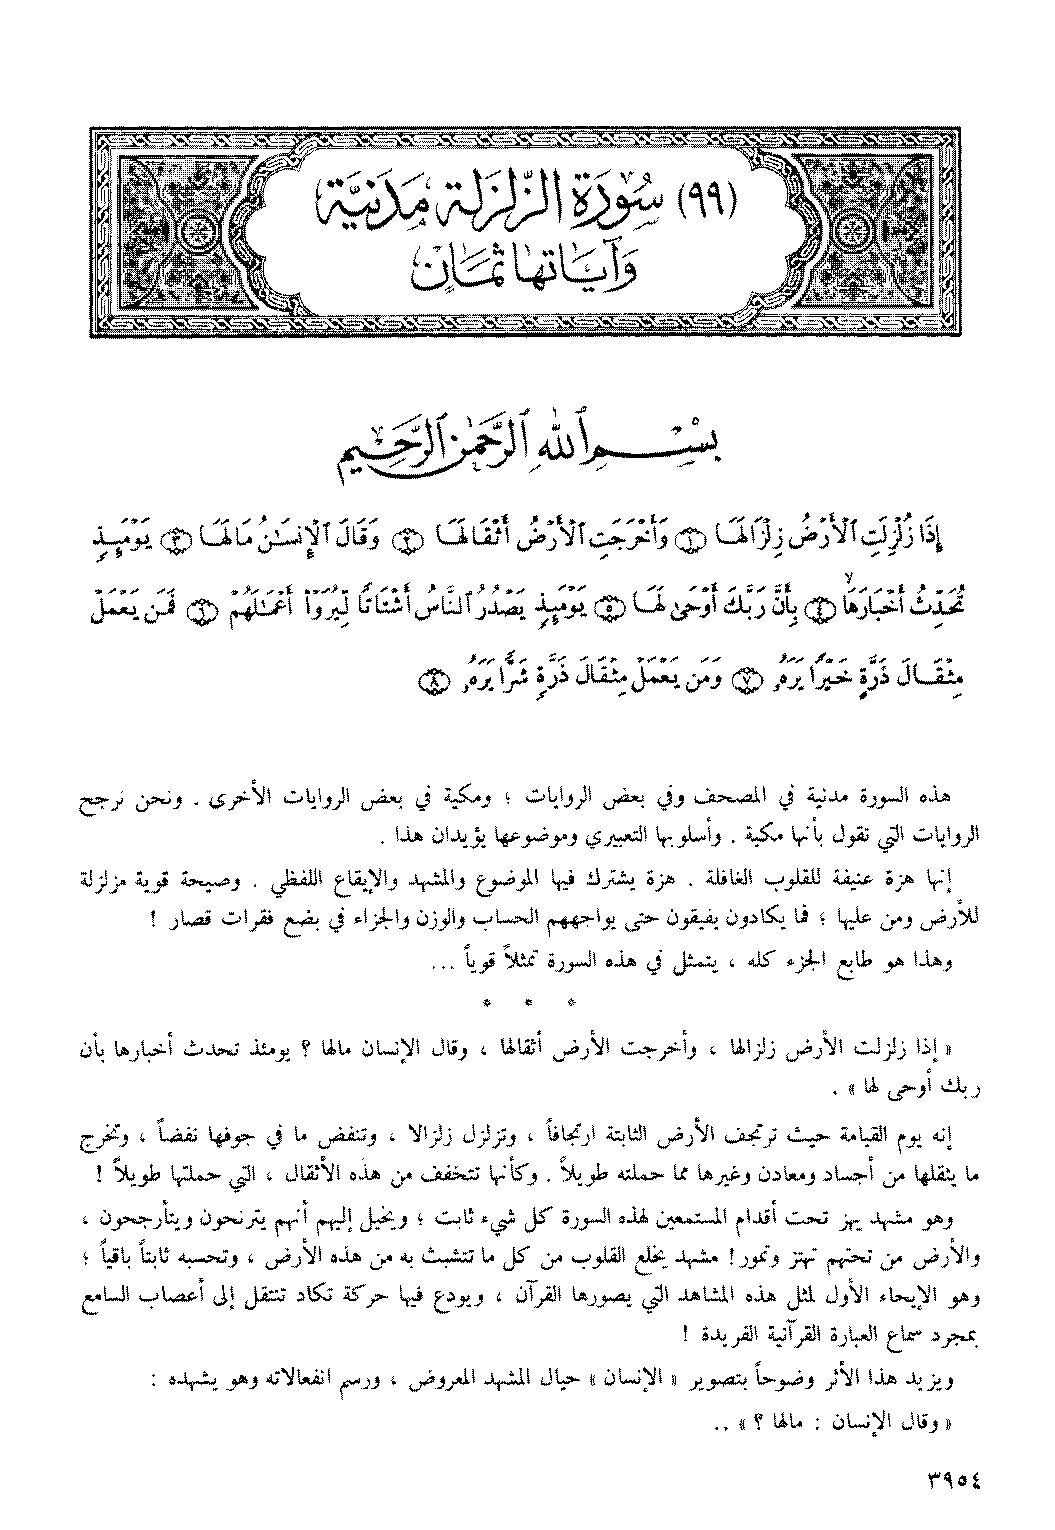 (٩٩) سُورَة الزّلزَلة مَدَنيَّة
وَآيَاتهَا ثمَانٍ
بِسْمِ ٱللَّهِ ٱلرَّحْمَٰنِ ٱلرَّحِيمِ
إِذَا زُلْزِلَتِ ٱلْأَرْضُ زِلْزَالَهَا ١ وَأَخْرَجَتِ ٱلْأَرْضُ أَثْقَالَهَا ٢ وَقَالَ ٱلْإِنسَٰنُ مَا لَهَا ٣ يَوْمَئِذٍ
تُحَدِّثُ أَخْبَارَهَا ٤ بِأَنَّ رَبَّكَ أَوْحَىٰ لَهَا ٥ يَوْمَئِذٍ يَصْدُرُ ٱلنَّاسُ أَشْتَاتًا لِّيُرَوْا۟ أَعْمَٰلَهُمْ ٦ فَمَن يَعْمَلْ
مِثْقَالَ ذَرَّةٍ خَيْرًا يَرَهُۥ ٧ وَمَن يَعْمَلْ مِثْقَالَ ذَرَّةٍ شَرًّا يَرَهُۥ ٨
هذه السورة مدنية في المصحف وفي بعض الروايات ؛ ومكية في بعض الروايات الأخرى . ونحن نرجح
الروايات التي تقول بأنها مكية . وأسلوبها التعبيري وموضوعها يؤيدان هذا .
إنها هزة عنيفة للقلوب الغافلة . هزة يشترك فيها الموضوع والمشهد والإيقاع اللفظي . وصيحة قوية مزلزلة
للأرض ومن عليها ؛ فما يكادون يفيقون حتى يواجههم الحساب والوزن والجزاء في بضع فقرات قصار !
وهذا هو طابع الجزء كله ، يتمثل في هذه السورة تمثلاً قوياً ...
* * *
« إذا زلزلت الأرض زلزالها ، وأخرجت الأرض أثقالها ، وقال الإنسان مالها ؟ يومئذ تحدث أخبارها بأن
ربك أوحى لها » .
إنه يوم القيامة حيث ترتجف الأرض الثابتة ارتجافاً ، وتزلزل زلزالا ، وتنفض ما في جوفها نفضاً ، وتخرج
ما يثقلها من أجساد ومعادن وغيرها مما حملته طويلاً . وكأنها تتخفف من هذه الأثقال ، التي حملتها طويلاً !
وهو مشهد يهز تحت أقدام المستمعين لهذه السورة كل شيء ثابت ؛ ويخيل إليهم أنهم يترنحون ويتأرجحون ،
والأرض من تحتهم تهتز وتمور ! مشهد يخلع القلوب من كل ما تتشبث به من هذه الأرض ، وتحسبه ثابتاً باقياً ؛
وهو الإيحاء الأول لمثل هذه المشاهد التي يصورها القرآن ، ويودع فيها حركة تكاد تنتقل إلى أعصاب السامع
بمجرد سماع العبارة القرآنية الفريدة !
ويزيد هذا الأثر وضوحاً بتصوير « الإنسان » حيال المشهد المعروض ، ورسم انفعالاته وهو يشهده :
« وقال الإنسان : مالها ؟ » ..
٣٩٥٤